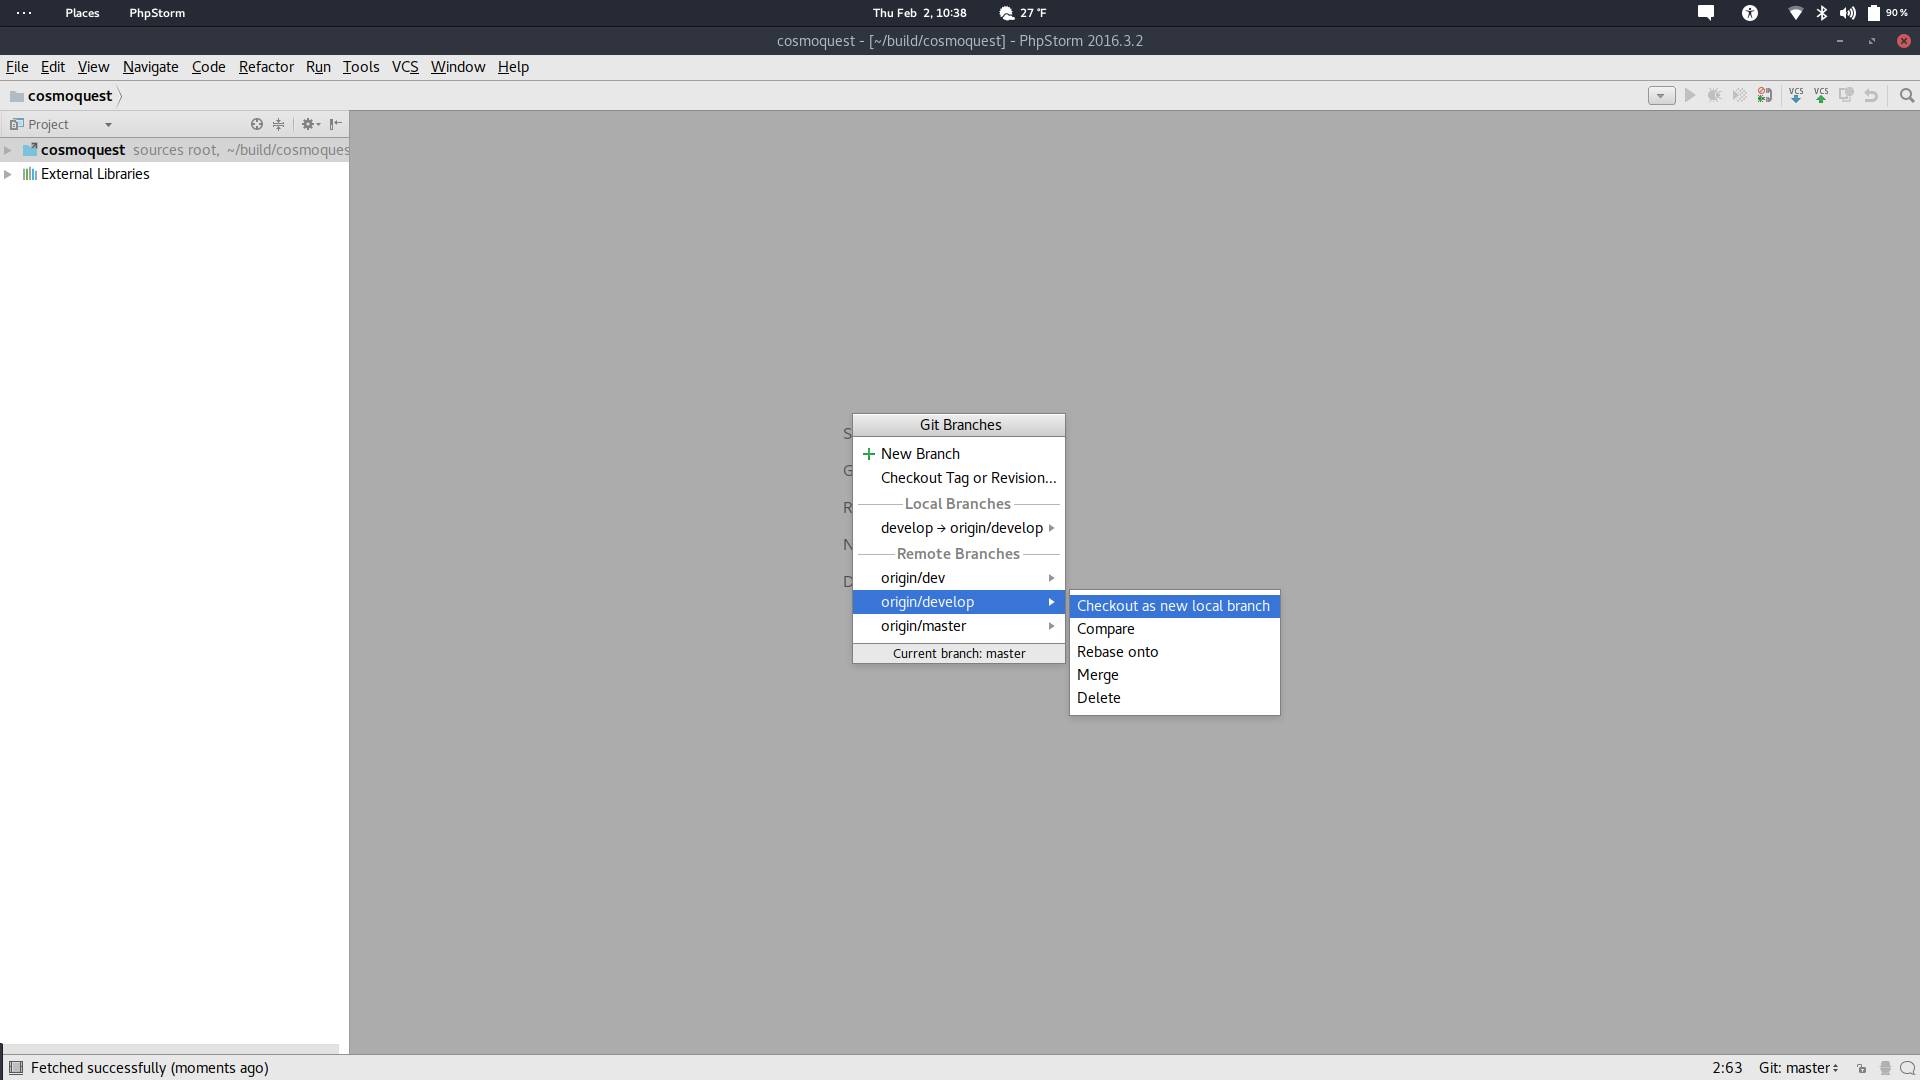 Places PhpStorm Thu Feb 2, 10:38 27 °F 90%
cosmoquest - [~/build/cosmoquest] - PhpStorm 2016.3.2
File Edit View Navigate Code Refactor Run Tools VCS Window Help
cosmoquest VCS VCS
Project
cosmoquest sources root, ~/build/cosmoques
External Libraries
Git Branches
S
New Branch
G
Checkout Tag or Revision...
Local Branches
R
develop → origin/develop
N
Remote Branches
D
origin/dev
origin/develop
origin/master
Current branch: master
Checkout as new local branch
Compare
Rebase onto
Merge
Delete
Fetched successfully (moments ago) 2:63 Git: master